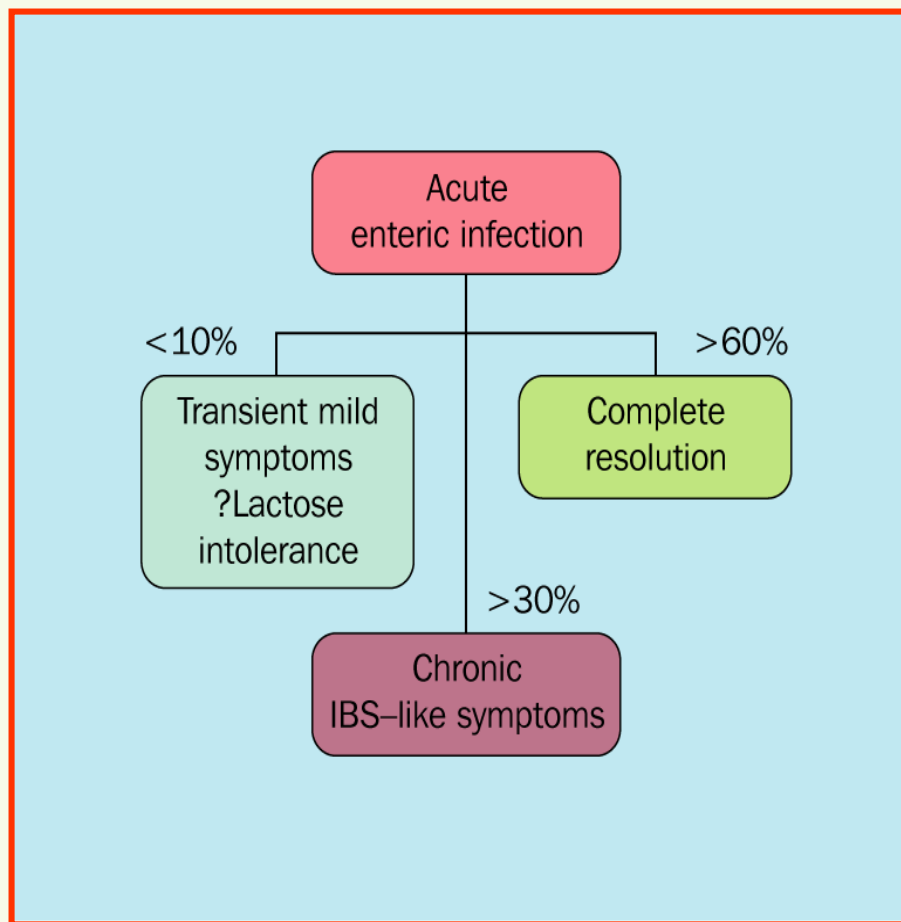 Acute
enteric infection
<10%
>60%
Transient mild
symptoms
?Lactose
intolerance
Complete
resolution
>30%
Chronic
IBS–like symptoms